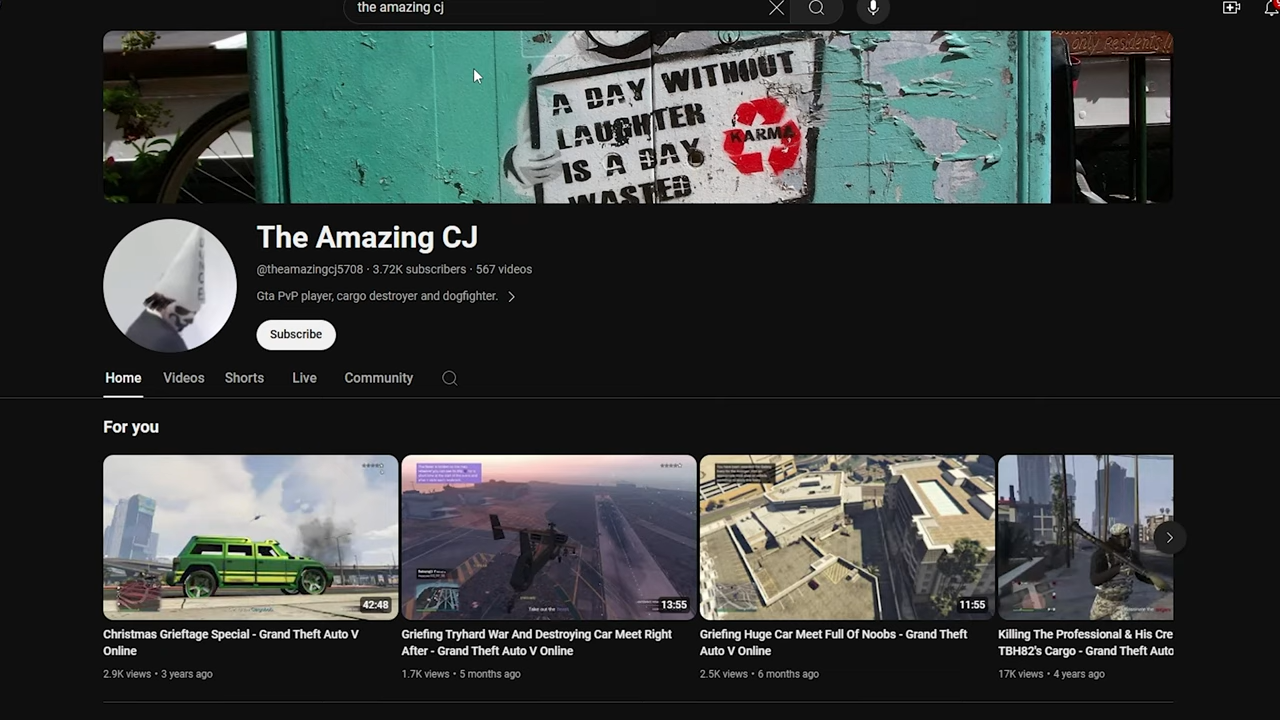 the amazing cj
only Residents!!
A DAY WITHOUT
LAUGHTER
IS A DAY
WASTED
KARMA
The Amazing CJ
@theamazingcj5708 · 3.72K subscribers · 567 videos
Gta PvP player, cargo destroyer and dogfighter.
Subscribe
Home Videos Shorts Live Community
For you
42:48
Take out the
13:55
11:55
Christmas Grieftage Special - Grand Theft Auto V
Online
2.9K views • 3 years ago
Griefing Tryhard War And Destroying Car Meet Right
After - Grand Theft Auto V Online
1.7K views • 5 months ago
Griefing Huge Car Meet Full Of Noobs - Grand Theft
Auto V Online
2.5K views • 6 months ago
Killing The Professional & His Cre
TBH82's Cargo - Grand Theft Auto
17K views • 4 years ago